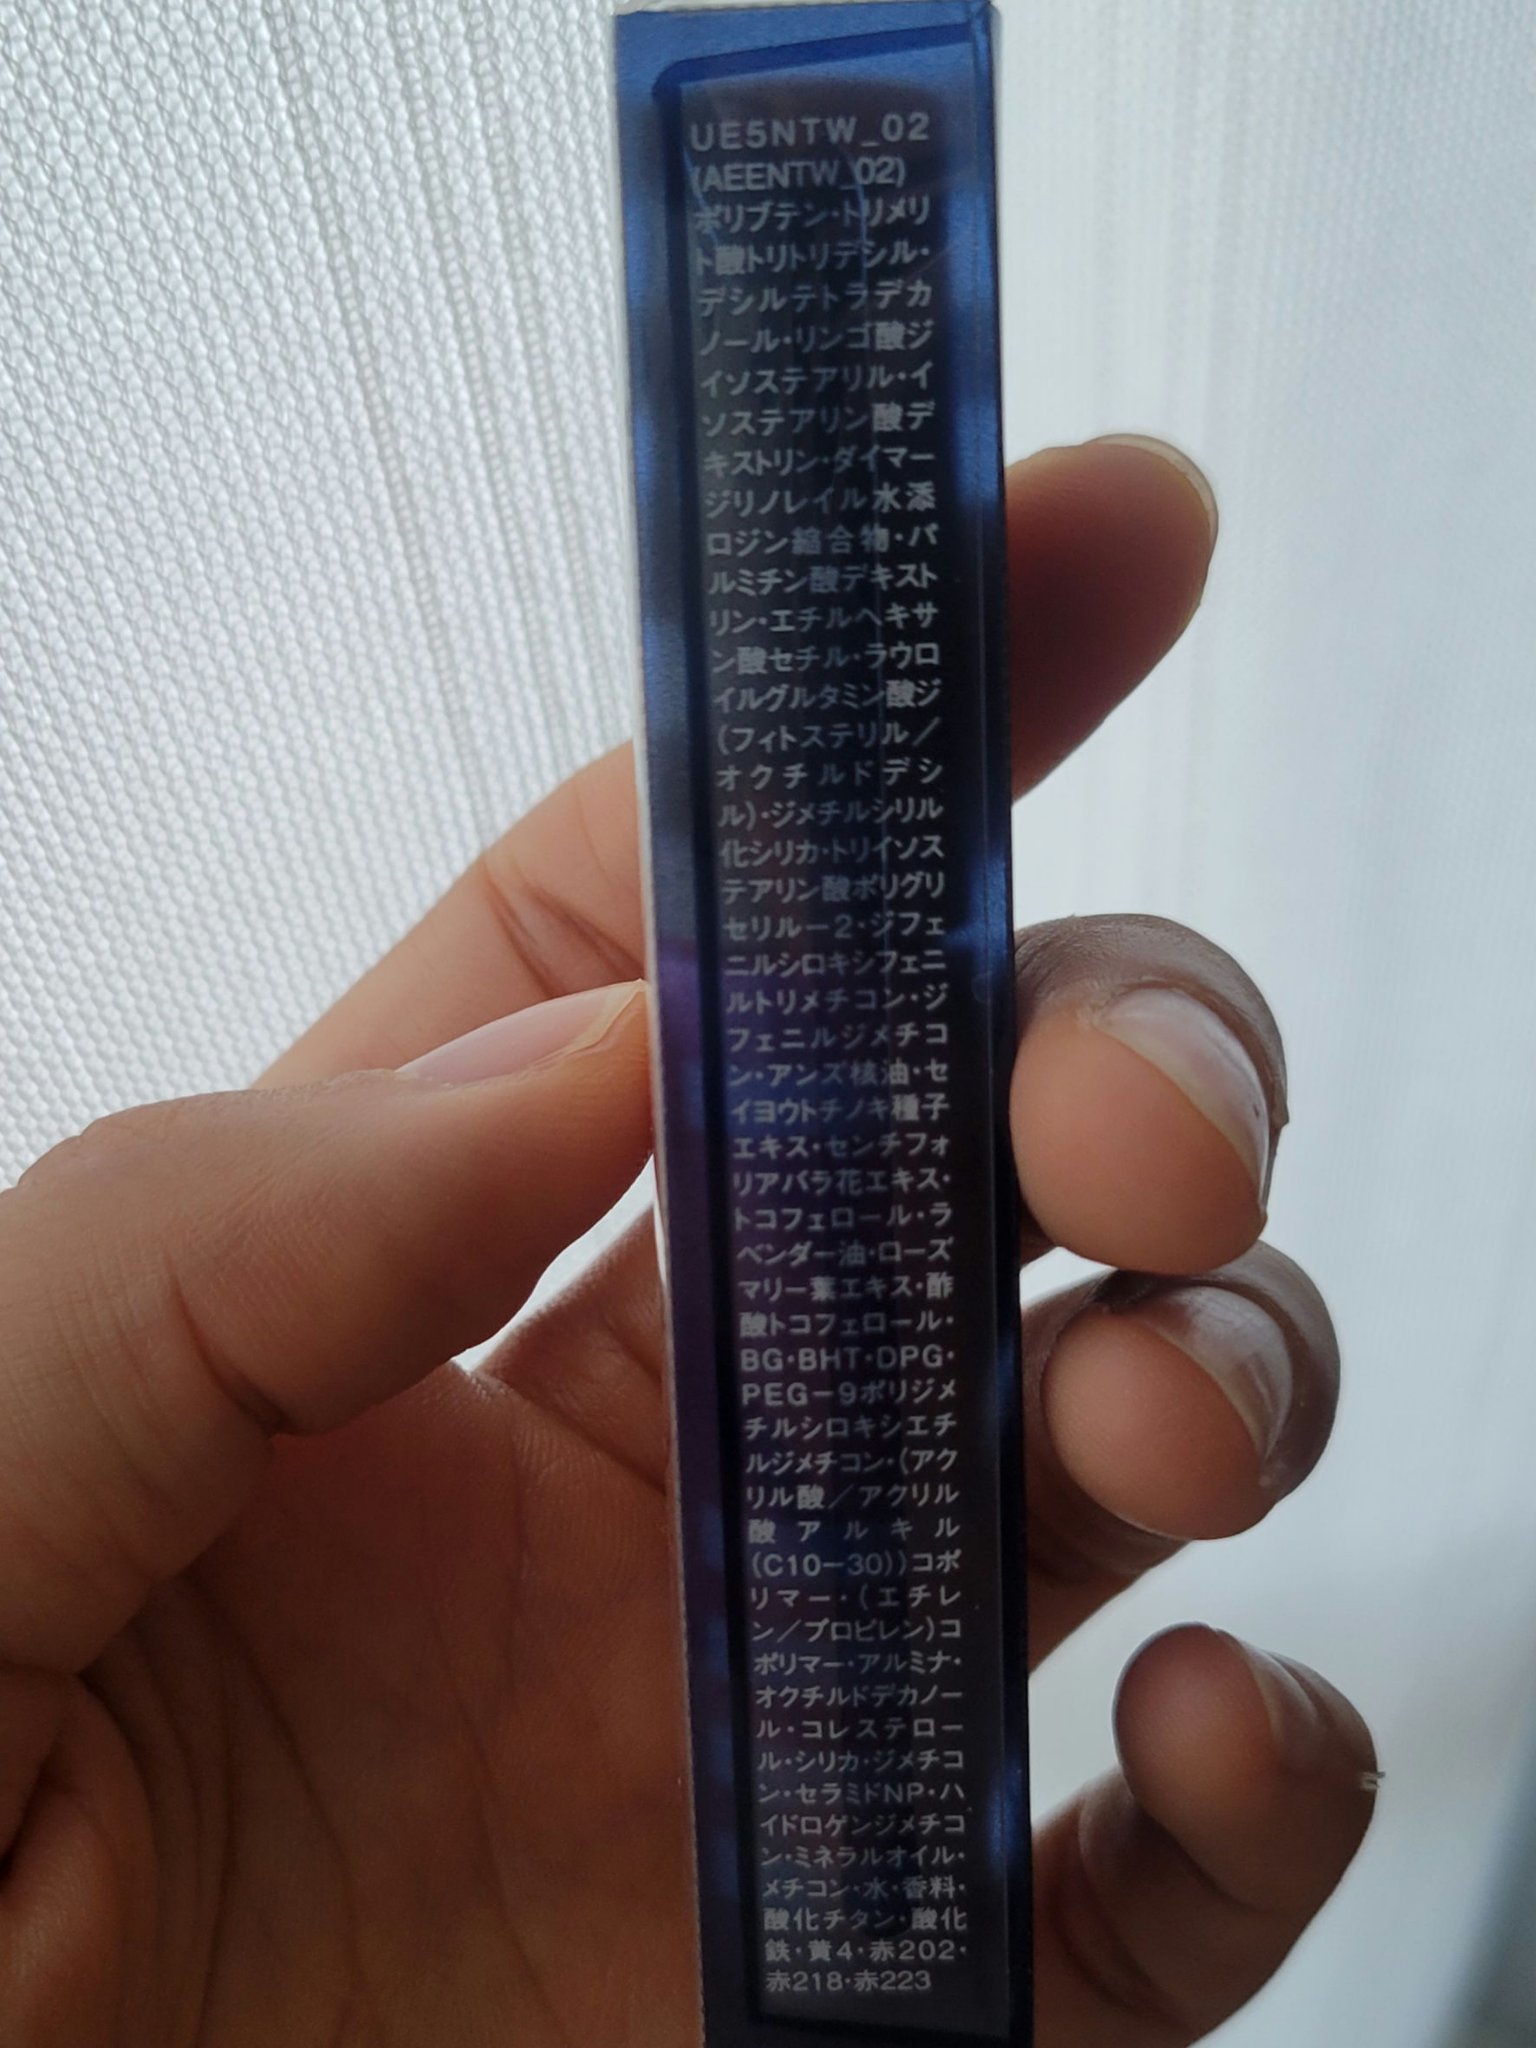 UE5NTW_02
(AEENTW_02)
ポリブテン・トリメリ
ト酸トリトリデシル・
デシルテトラデカ
ノール・リンゴ酸ジ
イソステアリル・イ
ソステアリン酸デ
キストリン・ダイマー
ジリノレイル水添
ロジン縮合物・パ
ルミチン酸デキスト
リン・エチルヘキサ
ン酸セチル・ラウロ
イルグルタミン酸ジ
(フィトステリル／
オクチルドデシ
ル)・ジメチルシリル
化シリカ・トリイソス
テアリン酸ポリグリ
セリル－2・ジフェ
ニルシロキシフェニ
ルトリメチコン・ジ
フェニルジメチコ
ン・アンズ核油・セ
イヨウトチノキ種子
エキス・センチフォ
リアバラ花エキス・
トコフェロール・ラ
ベンダー油・ローズ
マリー葉エキス・酢
酸トコフェロール・
BG・BHT・DPG・
PEG－9ポリジメ
チルシロキシエチ
ルジメチコン・(アク
リル酸／アクリル
酸アルキル
(C10－30))コポ
リマー・(エチレ
ン／プロピレン)コ
ポリマー・アルミナ・
オクチルドデカノー
ル・コレステロー
ル・シリカ・ジメチコ
ン・セラミドNP・ハ
イドロゲンジメチコ
ン・ミネラルオイル・
メチコン・水・香料・
酸化チタン・酸化
鉄・黄4・赤202・
赤218・赤223